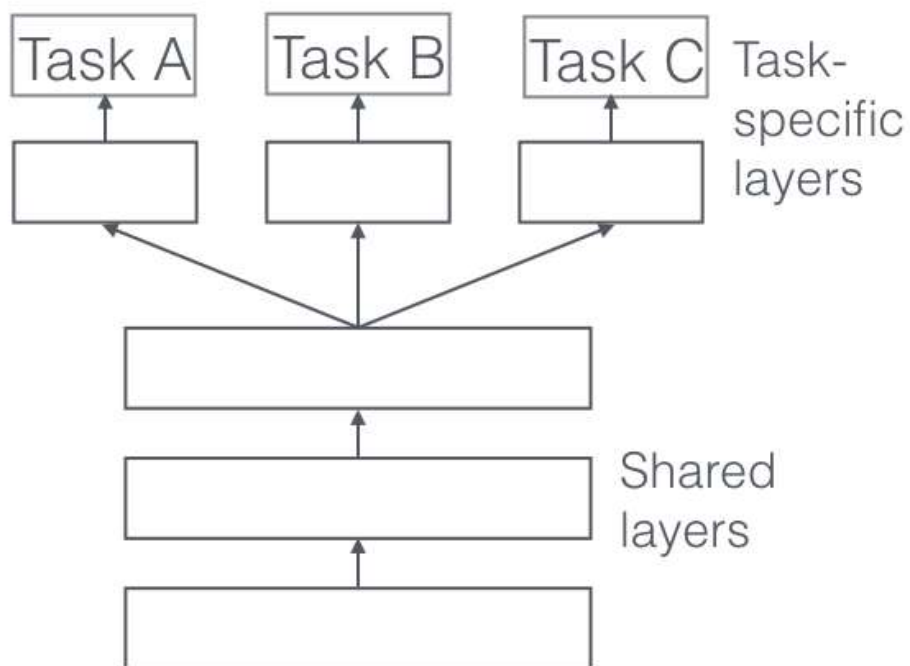 Task A
Task B
Task C
Task-
specific
layers
Shared
layers